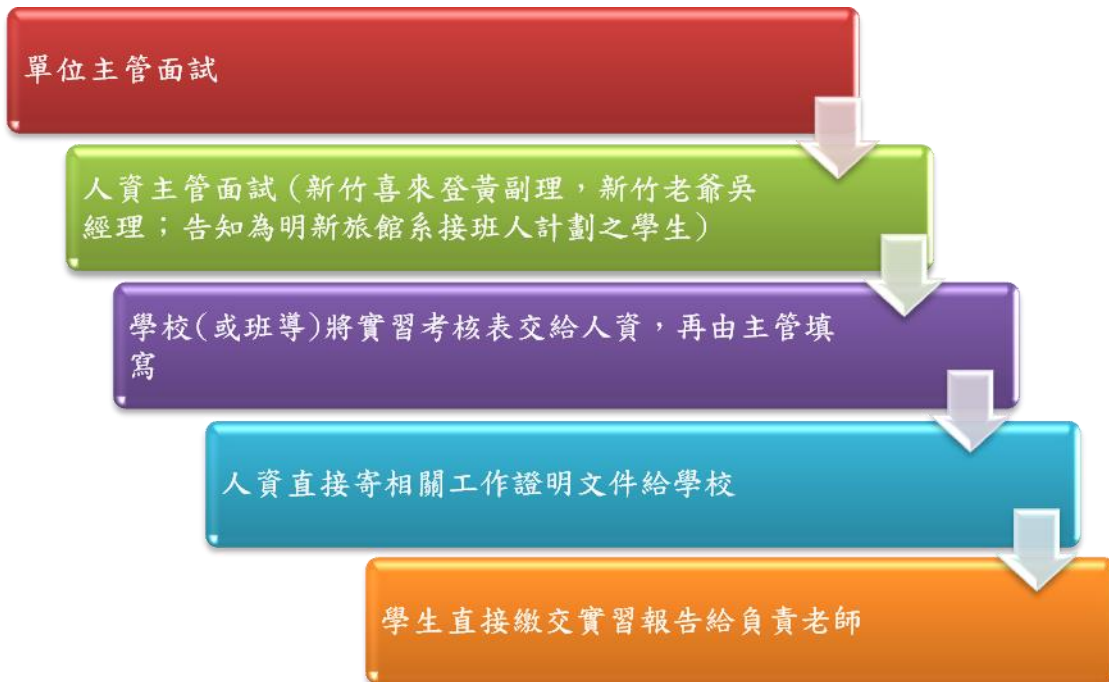 單位主管面試
人資主管面試(新竹喜來登黃副理，新竹老爺吳
經理；告知為明新旅館系接班人計劃之學生)
學校(或班導)將實習考核表交給人資，再由主管填
寫
人資直接寄相關工作證明文件給學校
學生直接繳交實習報告給負責老師